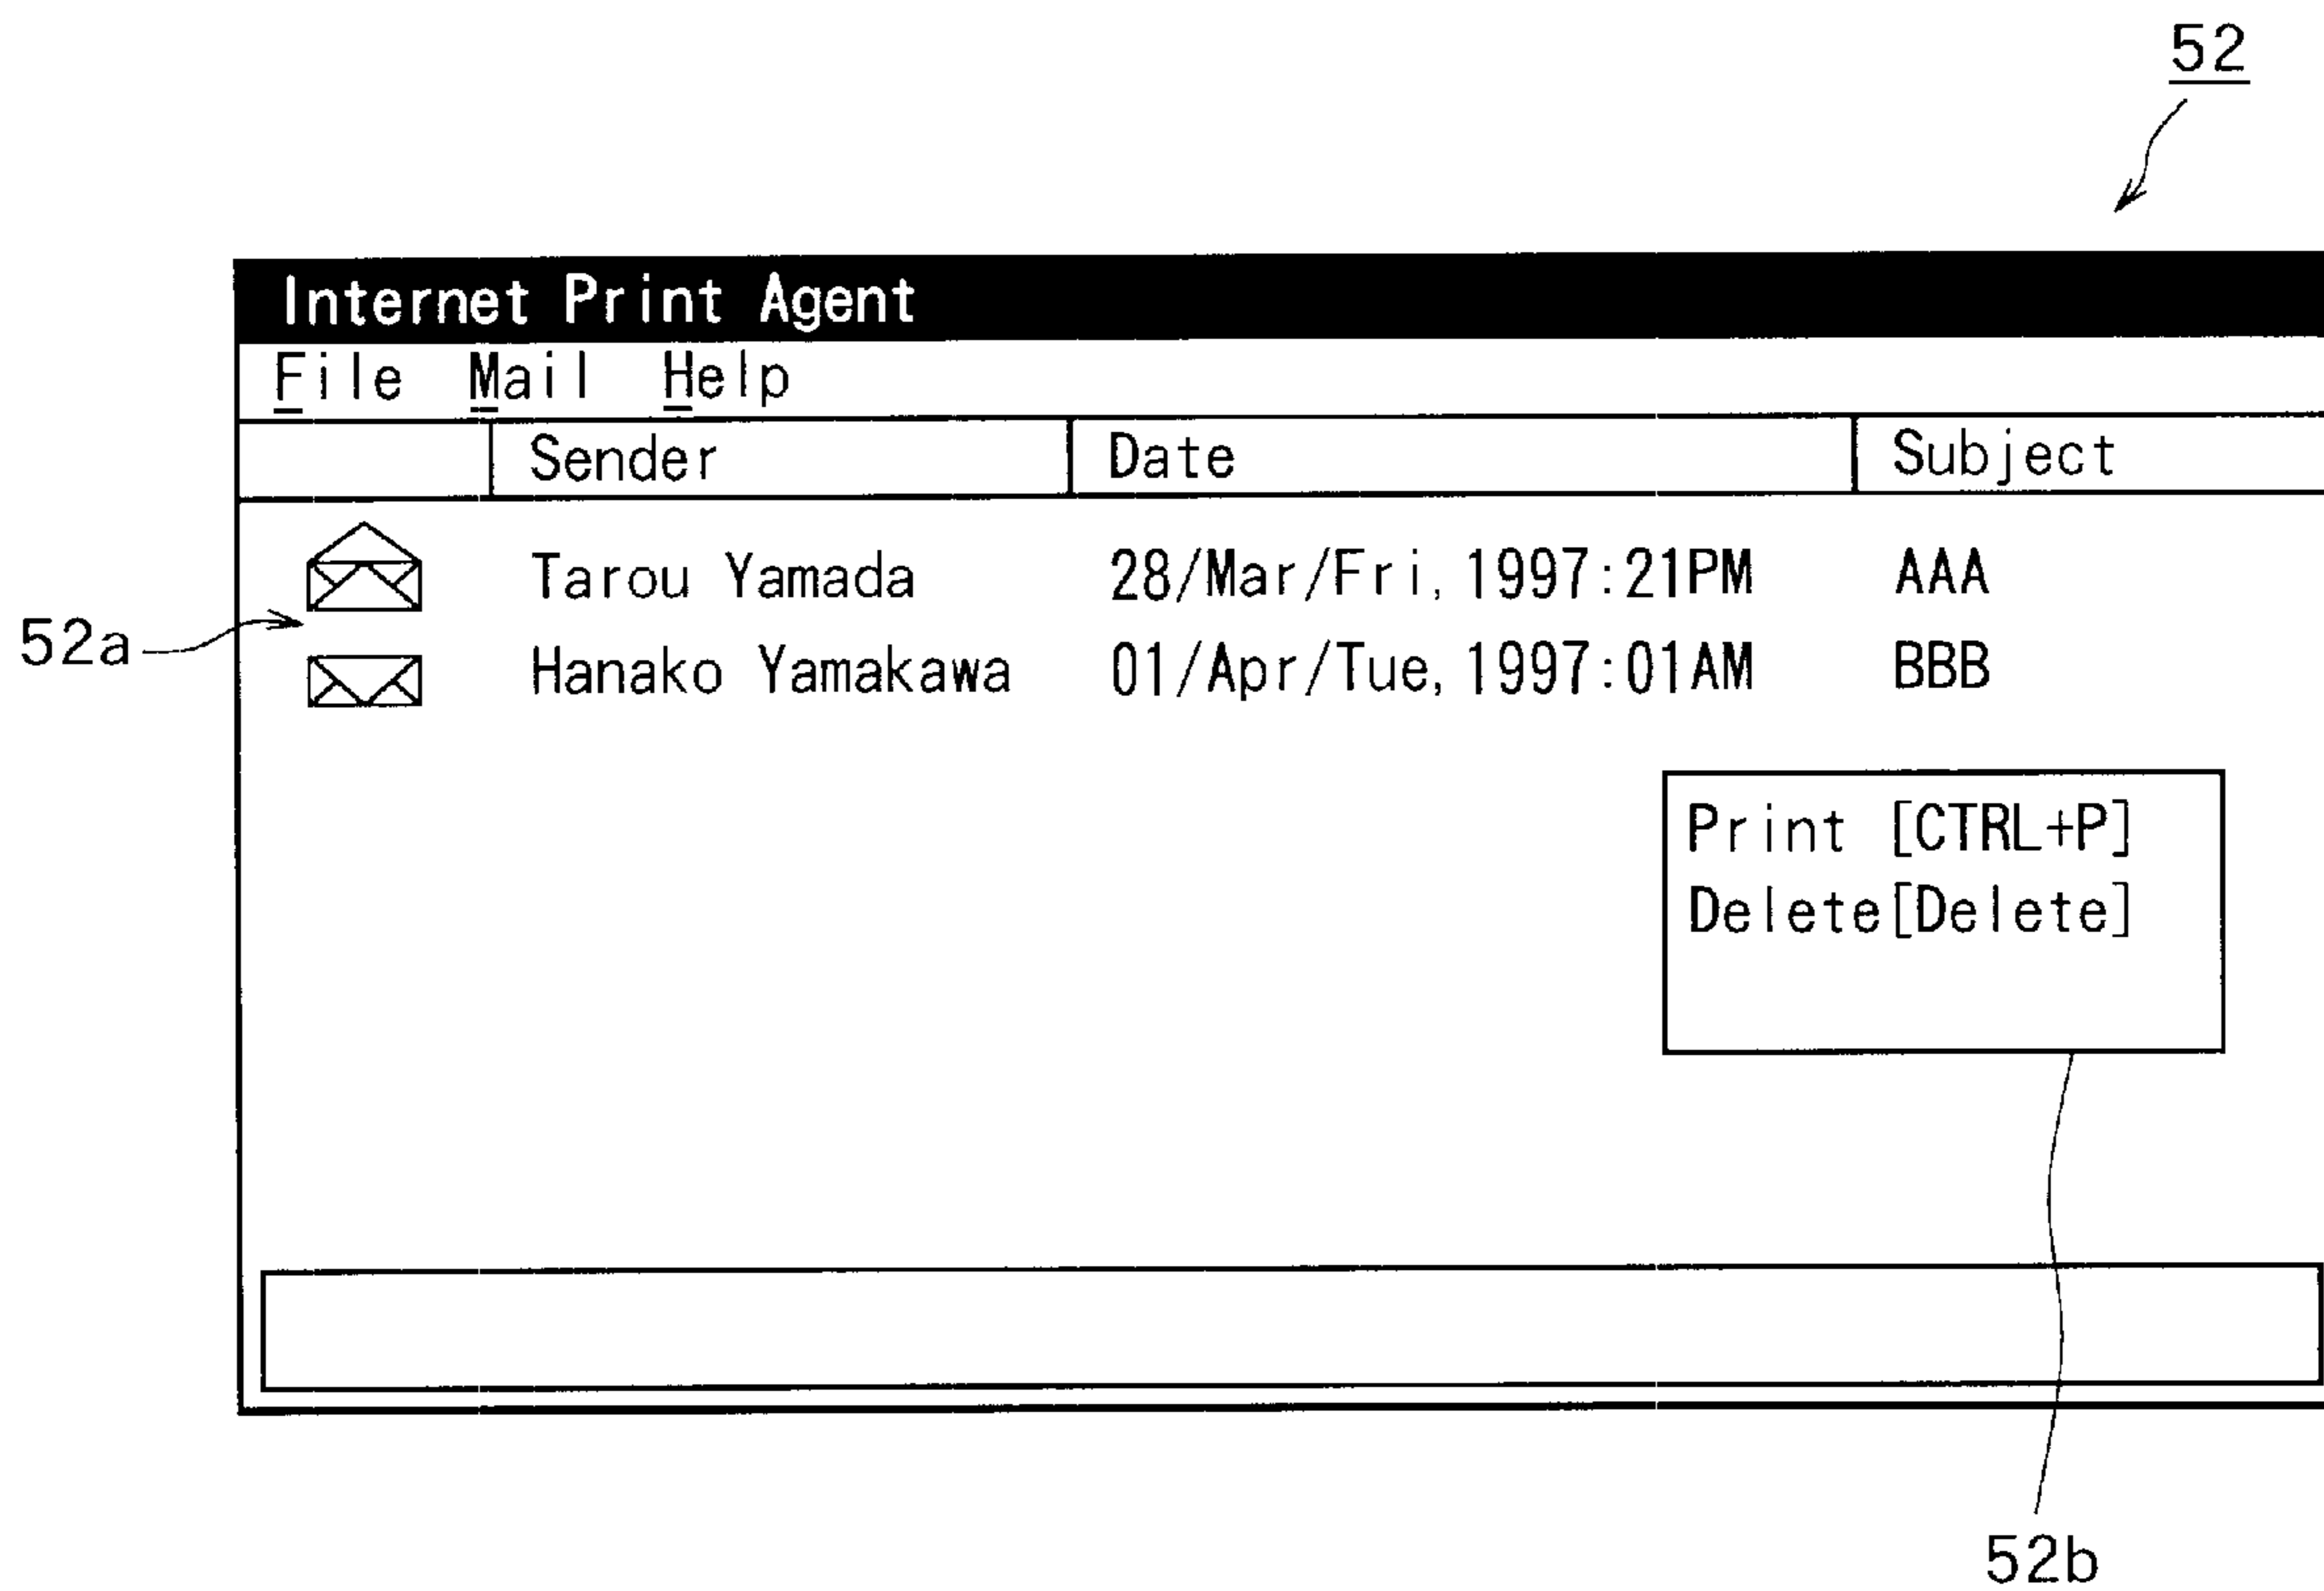 52
Internet Print Agent
File Mail Help
Sender Date Subject
Tarou Yamada 28/Mar/Fri, 1997:21PM AAA
52a
Hanako Yamakawa 01/Apr/Tue, 1997:01AM BBB
Print [CTRL+P]
Delete[Delete]
52b